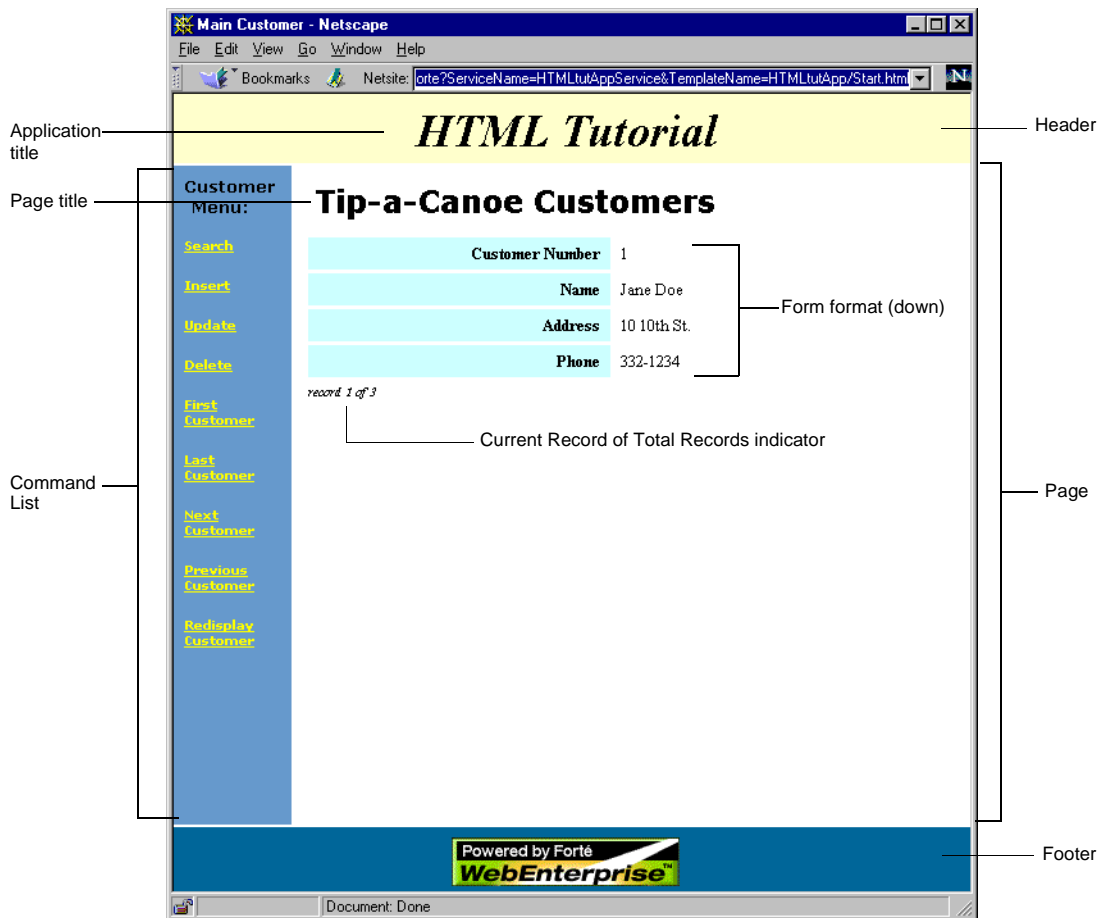 Main Customer - Netscape
File Edit View Go Window Help
Bookmarks Netsite: orte?ServiceName=HTMLtutAppService&TemplateName=HTMLtutApp/Start.html
N
HTML Tutorial
Application
title
Header
Customer
Menu:
Page title
Tip-a-Canoe Customers
Search
Insert
Update
Delete
First
Customer
Last
Customer
Next
Customer
Previous
Customer
Redisplay
Customer
Customer Number 1
Name Jane Doe
Address 10 10th St.
Phone 332-1234
record 1 of 3
Form format (down)
Current Record of Total Records indicator
Command
List
Page
Powered by Forté
WebEnterprise™
Footer
Document: Done